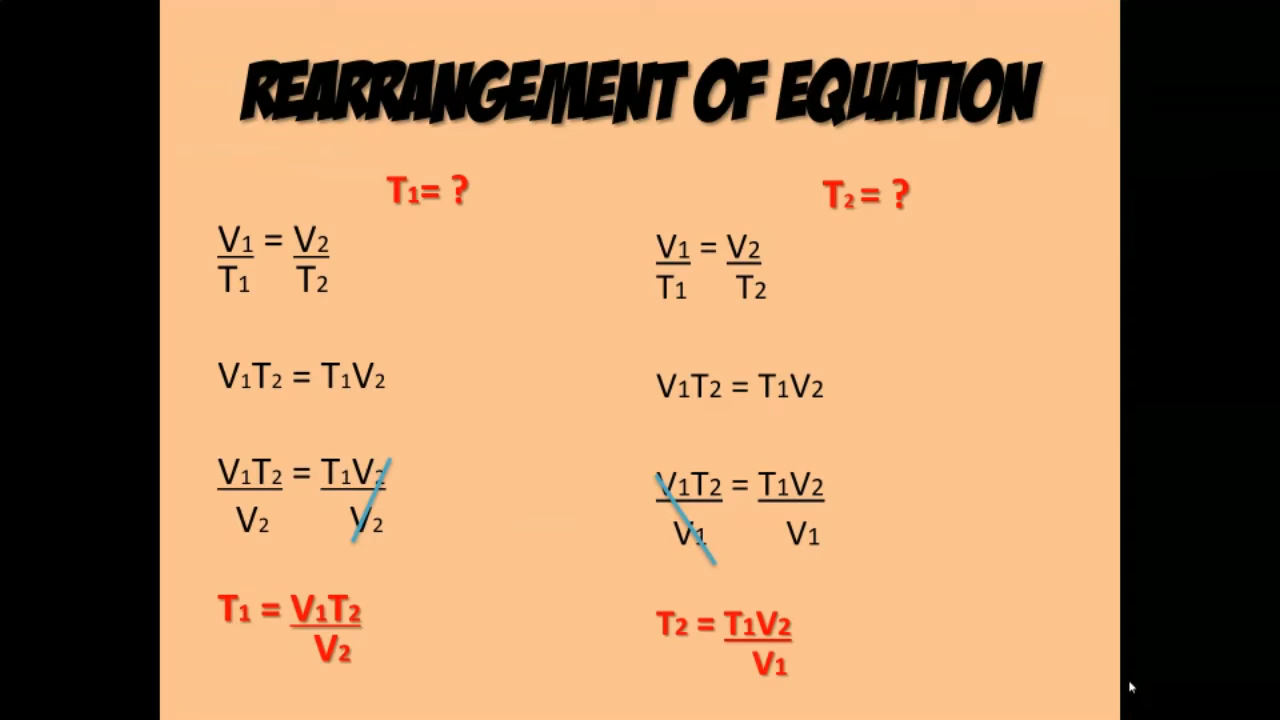 REARRANGEMENT OF EQUATION
T1= ?
V1 = V2
T1 T2
V1T2 = T1V2
V1T2 = T1V2
V2 V2
T1 = V1T2
V2
T2 = ?
V1 = V2
T1 T2
V1T2 = T1V2
V1T2 = T1V2
V1 V1
T2 = T1V2
V1